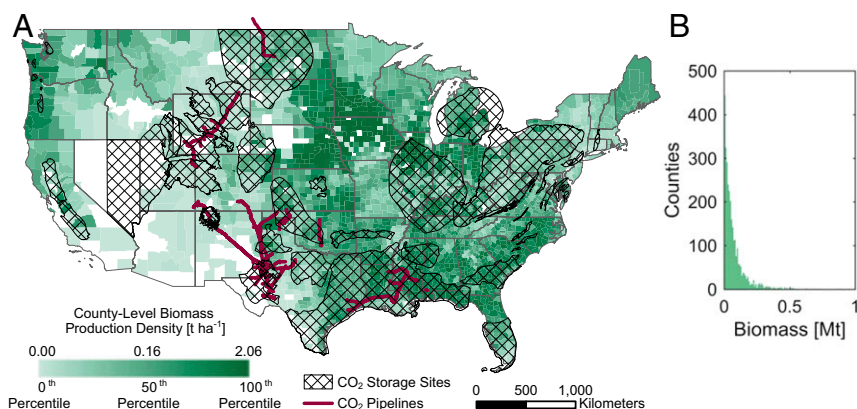 A
B
County-Level Biomass
Production Density [t ha⁻¹]
0.00 0.16 2.06
0ᵗʰ 50ᵗʰ 100ᵗʰ
Percentile Percentile Percentile
CO₂ Storage Sites
CO₂ Pipelines
0 500 1,000
Kilometers
500
400
300
200
100
0
Counties
0 0.5 1
Biomass [Mt]